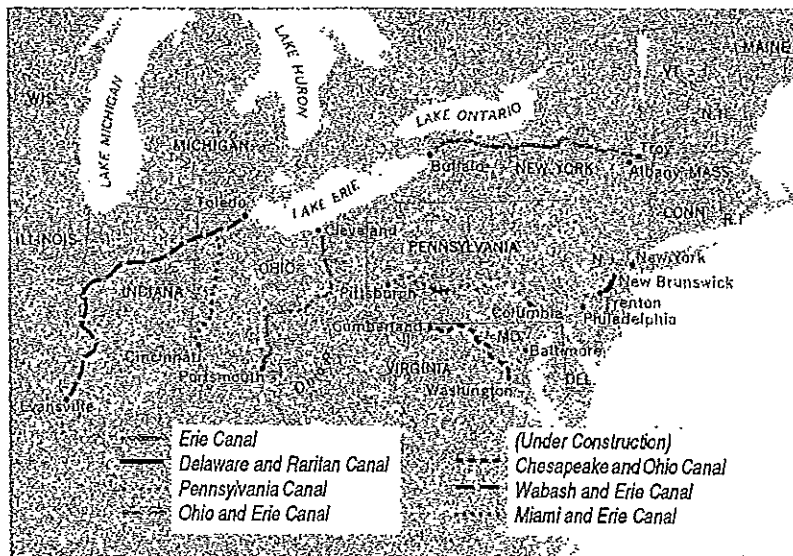 LAKE MICHIGAN
LAKE HURON
LAKE ONTARIO
LAKE ERIE
WIS
MICHIGAN
MAINE
VT.
N.H.
Troy
Buffalo
NEW YORK
Albany
MASS
CONN
R.I
Toledo
Cleveland
ILLINOIS
OHIO
PENNSYLVANIA
N.J.
New York
INDIANA
Pittsburgh
New Brunswick
Columbia
Trenton
Philadelphia
Cumberland
MD.
Cincinnati
Baltimore
Portsmouth
VIRGINIA
DEL
Washington
Evansville
Erie Canal
Delaware and Raritan Canal
Pennsylvania Canal
Ohio and Erie Canal
(Under Construction)
Chesapeake and Ohio Canal
Wabash and Erie Canal
Miami and Erie Canal